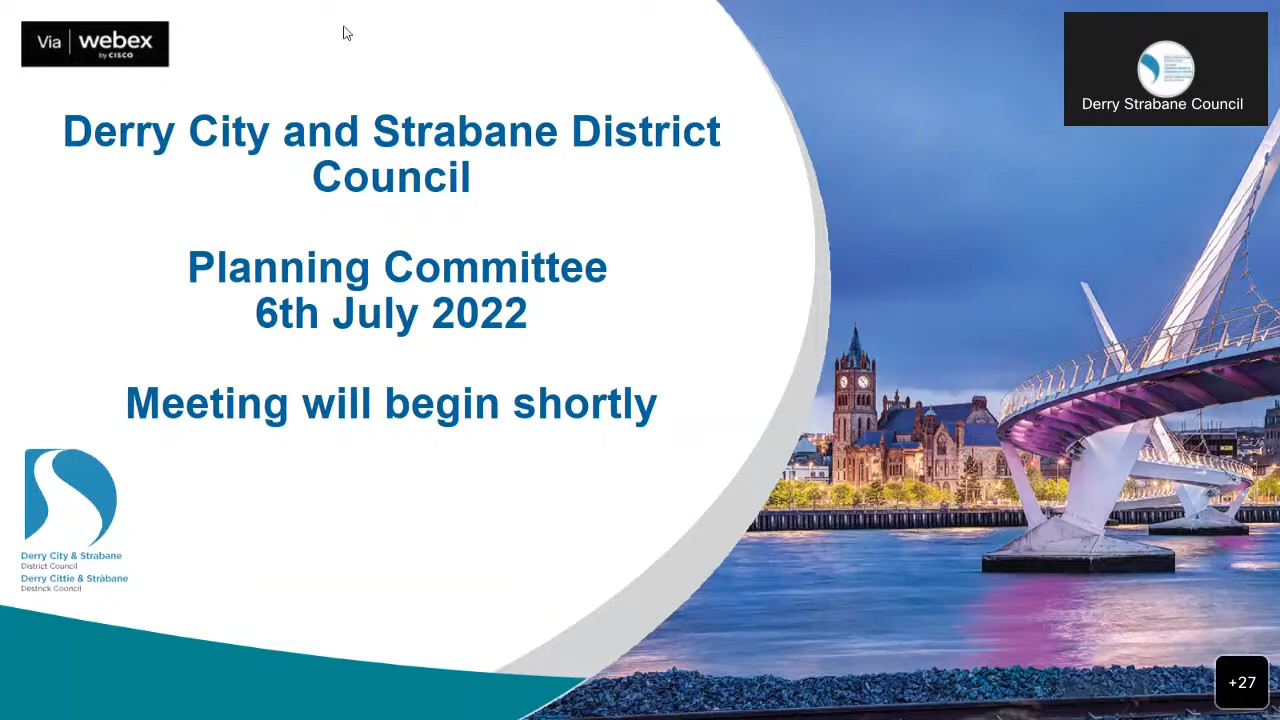 Via webex
by CISCO
Derry Strabane Council
Derry City and Strabane District
Council
Planning Committee
6th July 2022
Meeting will begin shortly
Derry City & Strabane
District Council
Derry Cittie & Stràbane
Destrick Cooncil
+27